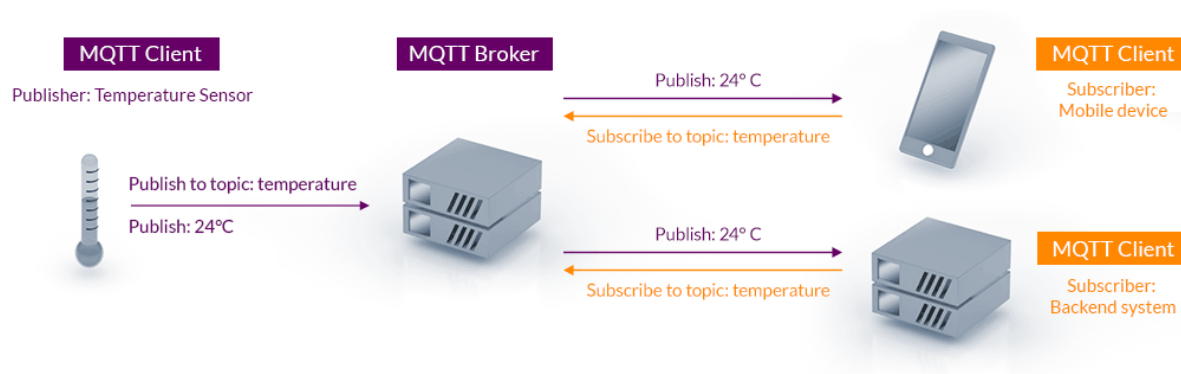 MQTT Client
Publisher: Temperature Sensor
Publish to topic: temperature
Publish: 24°C
MQTT Broker
Publish: 24° C
Subscribe to topic: temperature
MQTT Client
Subscriber:
Mobile device
Publish: 24° C
Subscribe to topic: temperature
MQTT Client
Subscriber:
Backend system